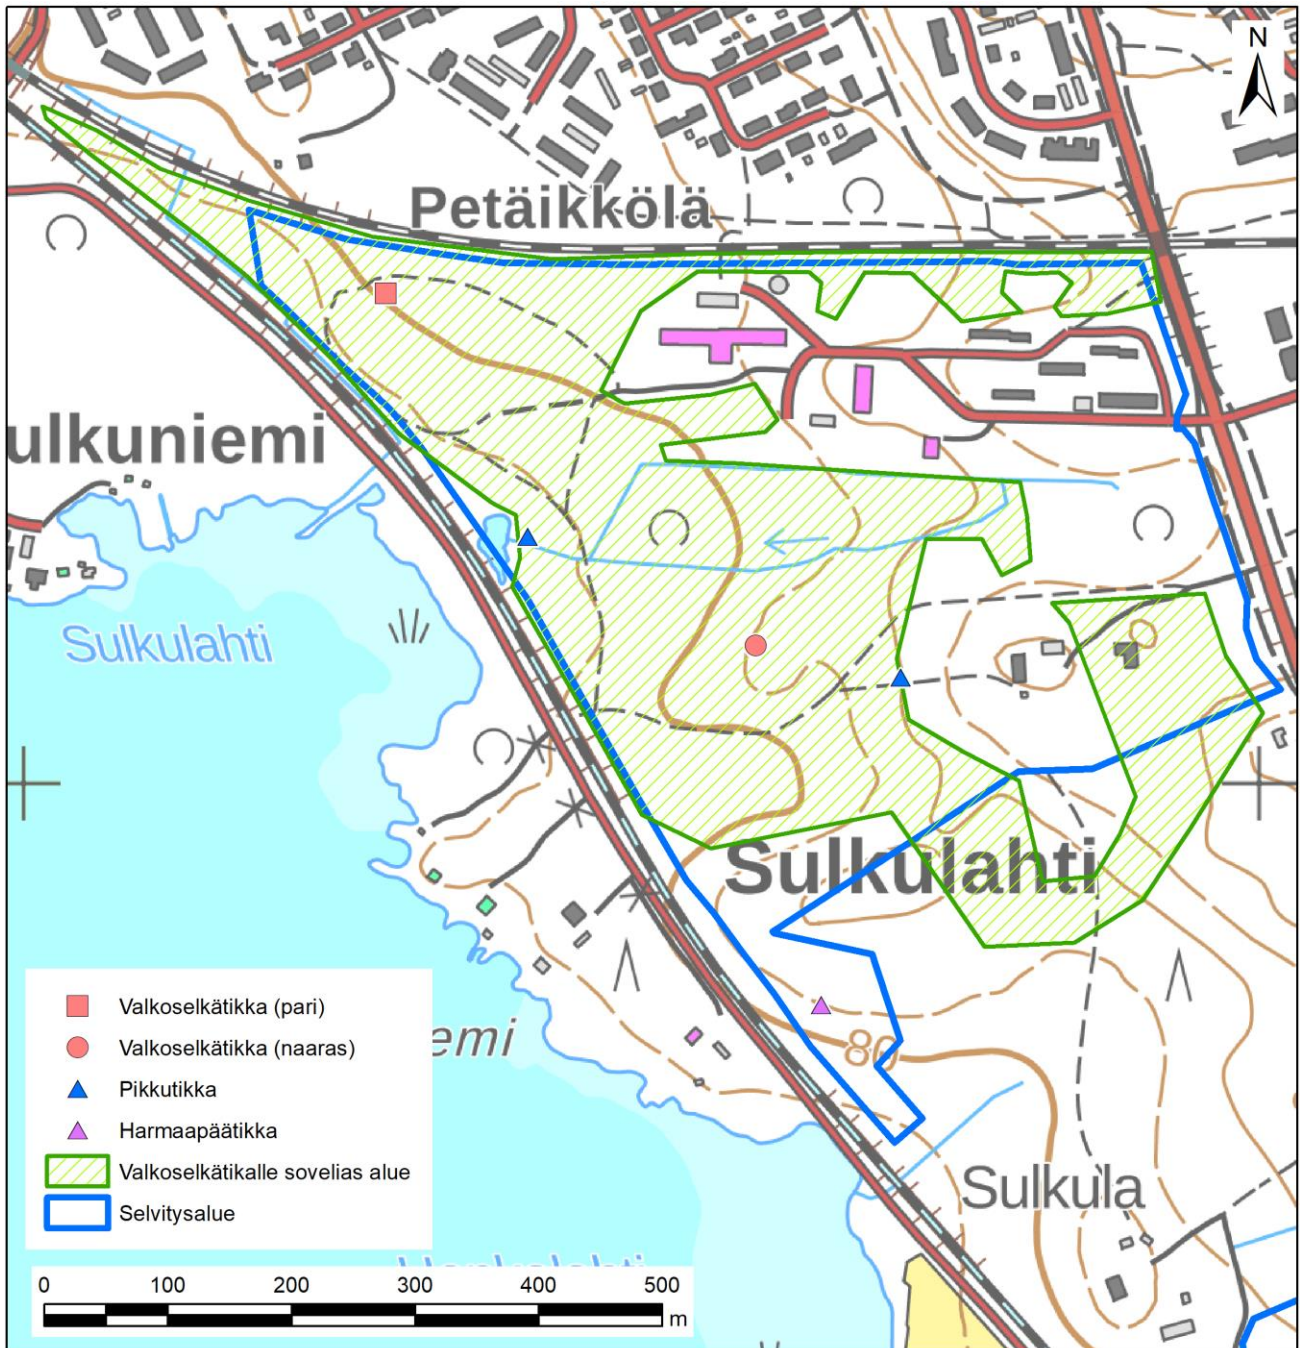 N
Petäikkölä
ulkuniemi
Sulkulahti
Sulkulahti
80
Sulkula
emi
Valkoselkätikka (pari)
Valkoselkätikka (naaras)
Pikkutikka
Harmaapäätikka
Valkoselkätikalle sovelias alue
Selvitysalue
0 100 200 300 400 500
m